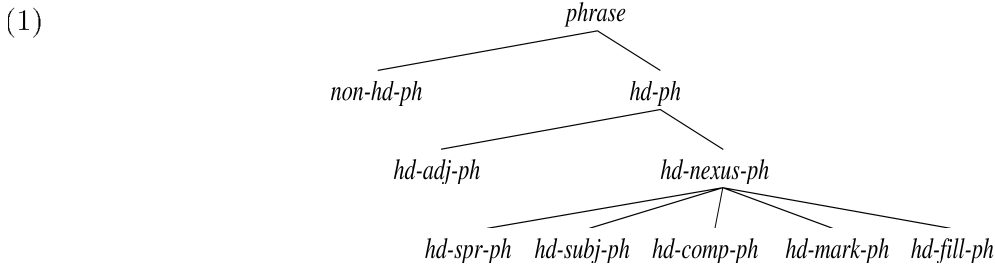 (1) phrase
non-hd-ph hd-ph
hd-adj-ph hd-nexus-ph
hd-spr-ph hd-subj-ph hd-comp-ph hd-mark-ph hd-fill-ph